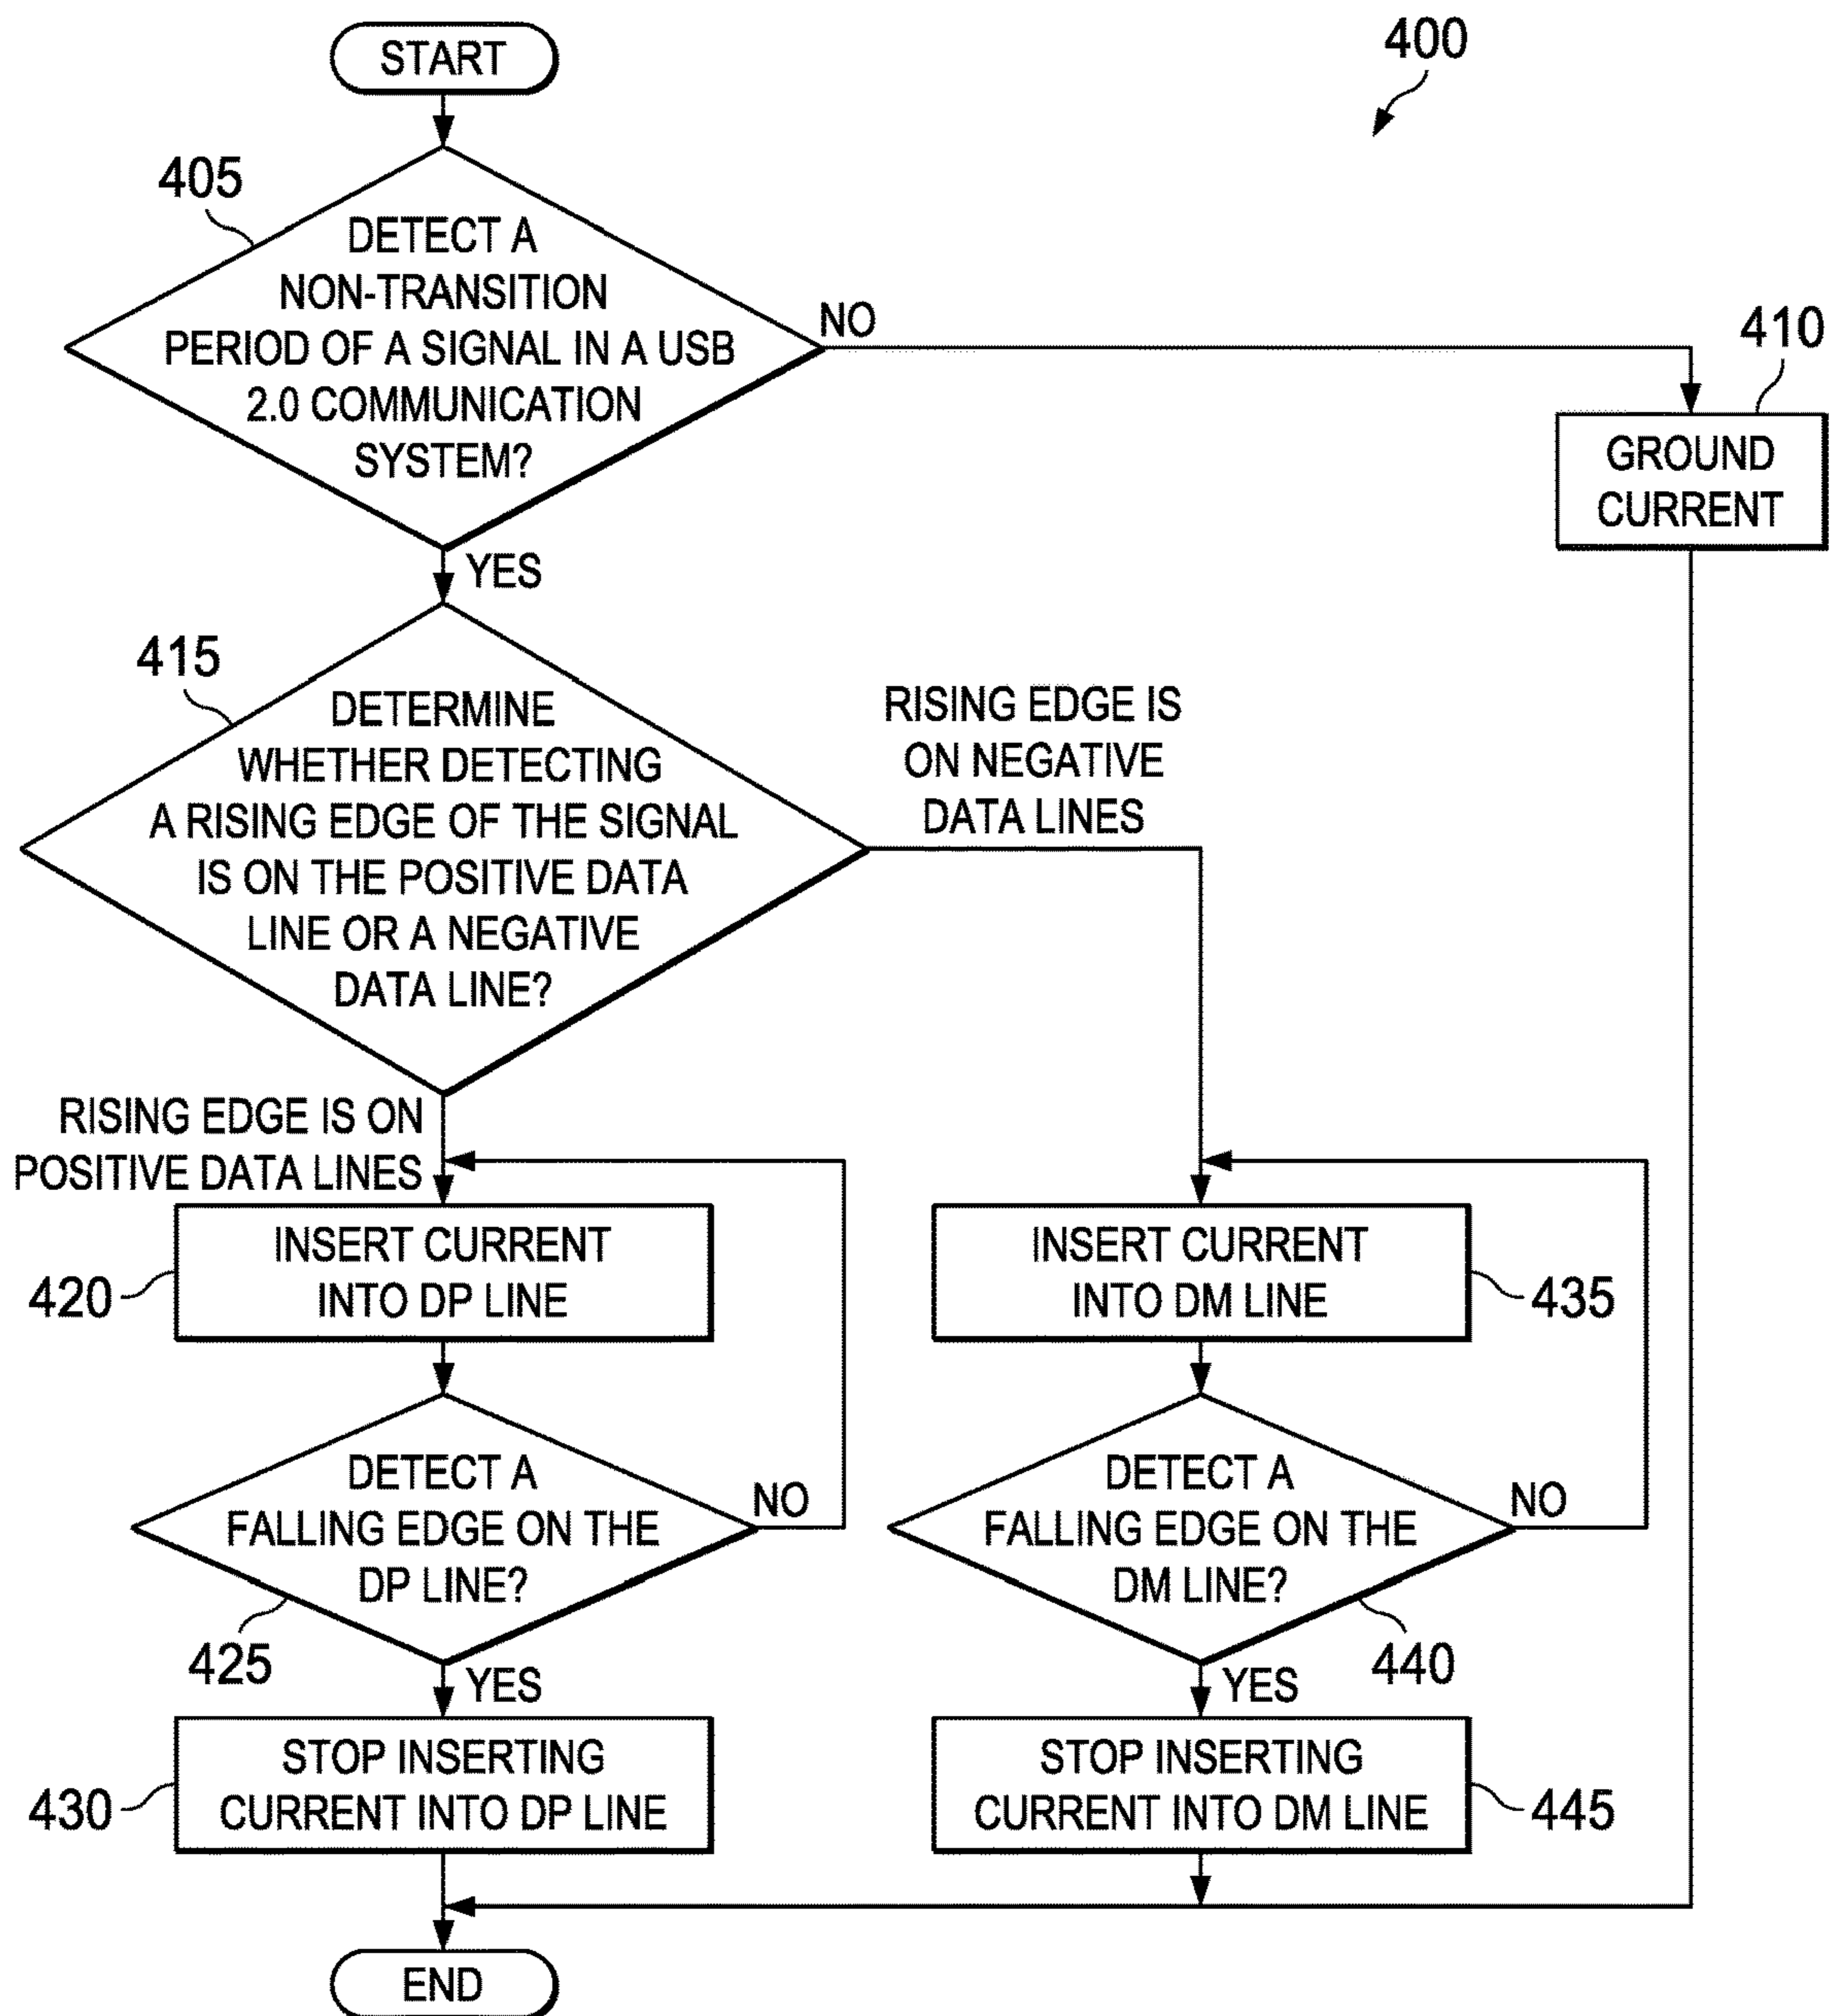 START
400
405
DETECT A
NON-TRANSITION
PERIOD OF A SIGNAL IN A USB
2.0 COMMUNICATION
SYSTEM?
NO
410
GROUND
CURRENT
YES
415
DETERMINE
WHETHER DETECTING
A RISING EDGE OF THE SIGNAL
IS ON THE POSITIVE DATA
LINE OR A NEGATIVE
DATA LINE?
RISING EDGE IS
ON NEGATIVE
DATA LINES
RISING EDGE IS ON
POSITIVE DATA LINES
420
INSERT CURRENT
INTO DP LINE
INSERT CURRENT
INTO DM LINE
435
DETECT A
FALLING EDGE ON THE
DP LINE?
NO
425
DETECT A
FALLING EDGE ON THE
DM LINE?
NO
440
YES
YES
430
STOP INSERTING
CURRENT INTO DP LINE
STOP INSERTING
CURRENT INTO DM LINE
445
END